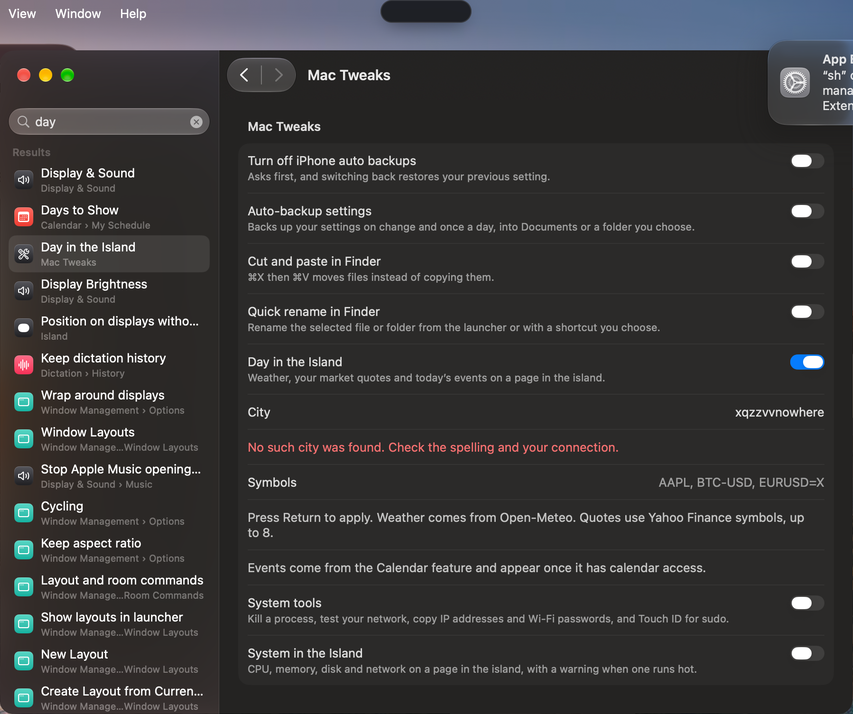 View Window Help
App E
"sh" c
mana
Exten
day
Results
Display & Sound
Display & Sound
Days to Show
Calendar › My Schedule
Day in the Island
Mac Tweaks
Display Brightness
Display & Sound
Position on displays witho...
Island
Keep dictation history
Dictation › History
Wrap around displays
Window Management › Options
Window Layouts
Window Manage...Window Layouts
Stop Apple Music opening...
Display & Sound › Music
Cycling
Window Management › Options
Keep aspect ratio
Window Management › Options
Layout and room commands
Window Manage...Room Commands
Show layouts in launcher
Window Manage...Window Layouts
New Layout
Window Manage...Window Layouts
Create Layout from Curren...
Window Manage...Window Layouts
Mac Tweaks
Mac Tweaks
Turn off iPhone auto backups
Asks first, and switching back restores your previous setting.
Auto-backup settings
Backs up your settings on change and once a day, into Documents or a folder you choose.
Cut and paste in Finder
⌘X then ⌘V moves files instead of copying them.
Quick rename in Finder
Rename the selected file or folder from the launcher or with a shortcut you choose.
Day in the Island
Weather, your market quotes and today's events on a page in the island.
City xqzzvvnowhere
No such city was found. Check the spelling and your connection.
Symbols AAPL, BTC-USD, EURUSD=X
Press Return to apply. Weather comes from Open-Meteo. Quotes use Yahoo Finance symbols, up
to 8.
Events come from the Calendar feature and appear once it has calendar access.
System tools
Kill a process, test your network, copy IP addresses and Wi-Fi passwords, and Touch ID for sudo.
System in the Island
CPU, memory, disk and network on a page in the island, with a warning when one runs hot.